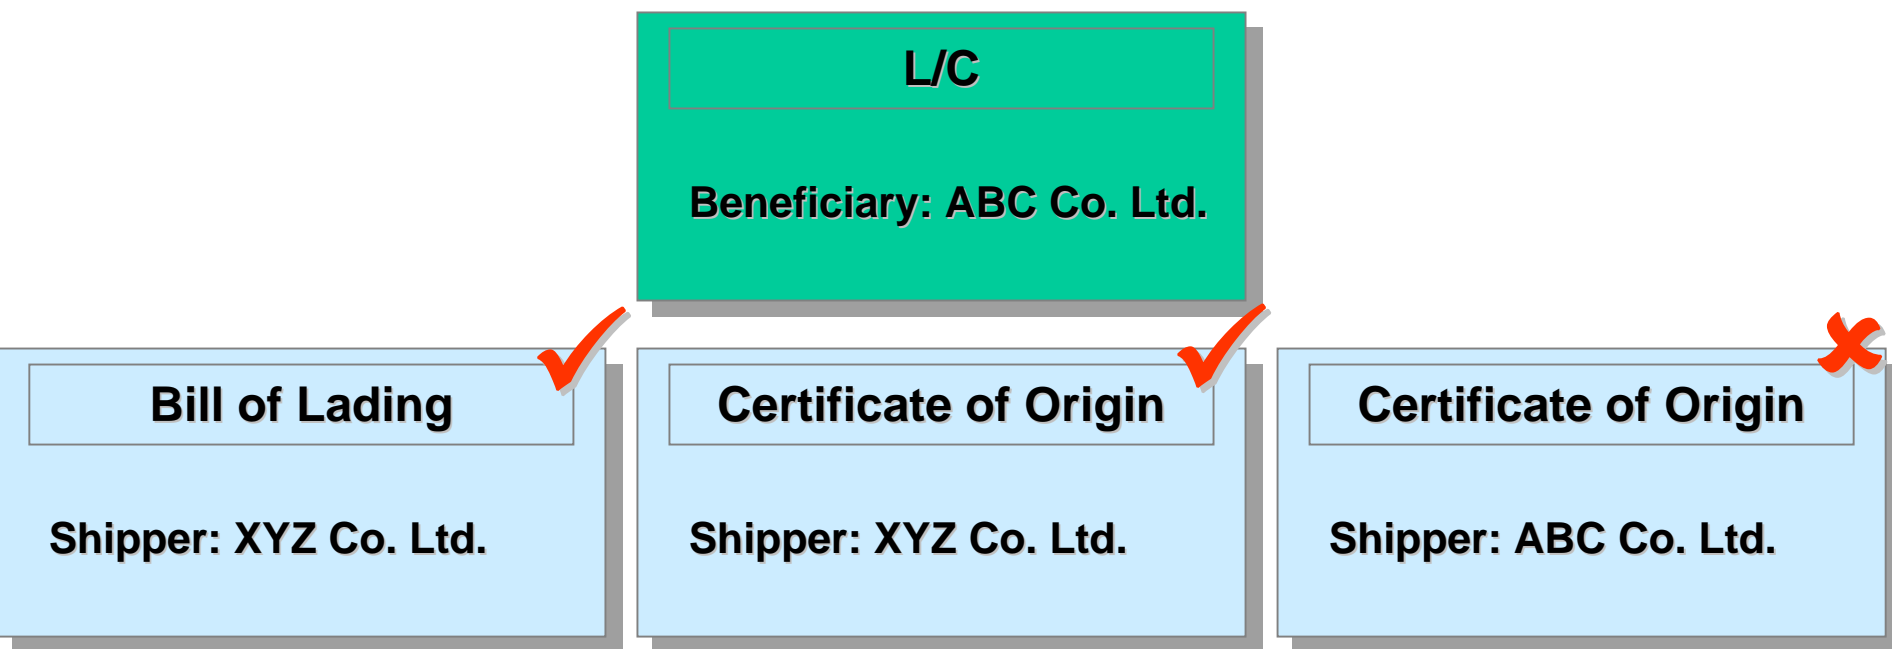 L/C
Beneficiary: ABC Co. Ltd.
Bill of Lading
Shipper: XYZ Co. Ltd.
Certificate of Origin
Shipper: XYZ Co. Ltd.
Certificate of Origin
Shipper: ABC Co. Ltd.